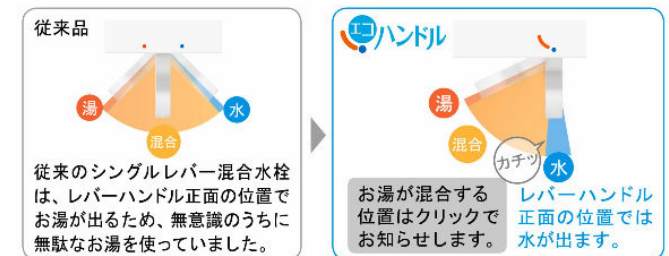 従来品
湯
水
混合
従来のシングルレバー混合水栓
は、レバーハンドル正面の位置で
お湯が出るため、無意識のうちに
無駄なお湯を使っていました。
エコハンドル
湯
混合
カチッ
水
お湯が混合する
位置はクリックで
お知らせします。
レバーハンドル
正面の位置では
水が出ます。